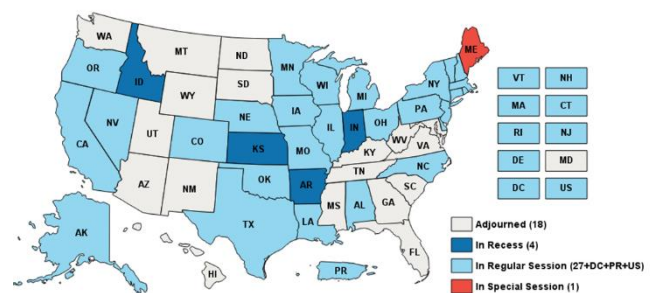 WA
MT
ND
MN
ME
OR
ID
SD
WI
NY
WY
MI
VT
NH
NV
NE
IA
PA
MA
CT
UT
CO
IL
IN
OH
RI
NJ
CA
KS
MO
KY
WV
VA
DE
MD
AZ
NM
OK
AR
TN
NC
DC
US
TX
LA
MS
AL
GA
SC
AK
HI
PR
FL
Adjourned (18)
In Recess (4)
In Regular Session (27+DC+PR+US)
In Special Session (1)